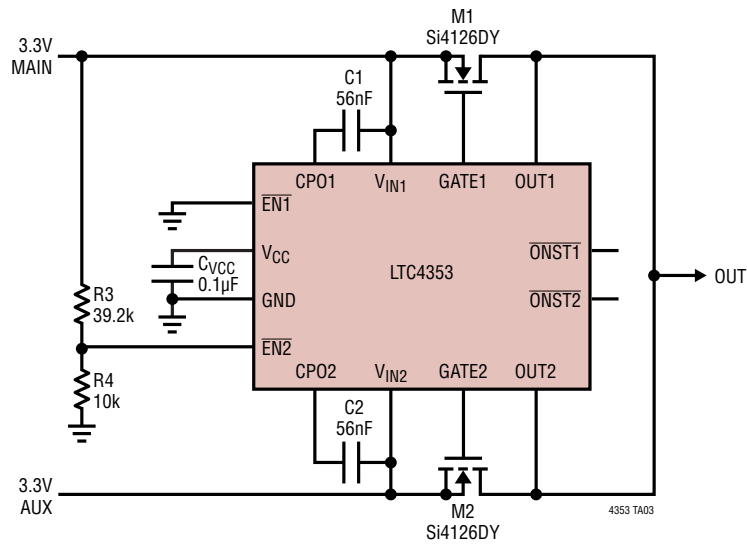 M1
Si4126DY
3.3V
MAIN
C1
56nF
CPO1
VIN1
GATE1
OUT1
EN1
VCC
CVCC
0.1µF
GND
LTC4353
ONST1
ONST2
OUT
R3
39.2k
EN2
R4
10k
CPO2
VIN2
GATE2
OUT2
C2
56nF
3.3V
AUX
M2
Si4126DY
4353 TA03